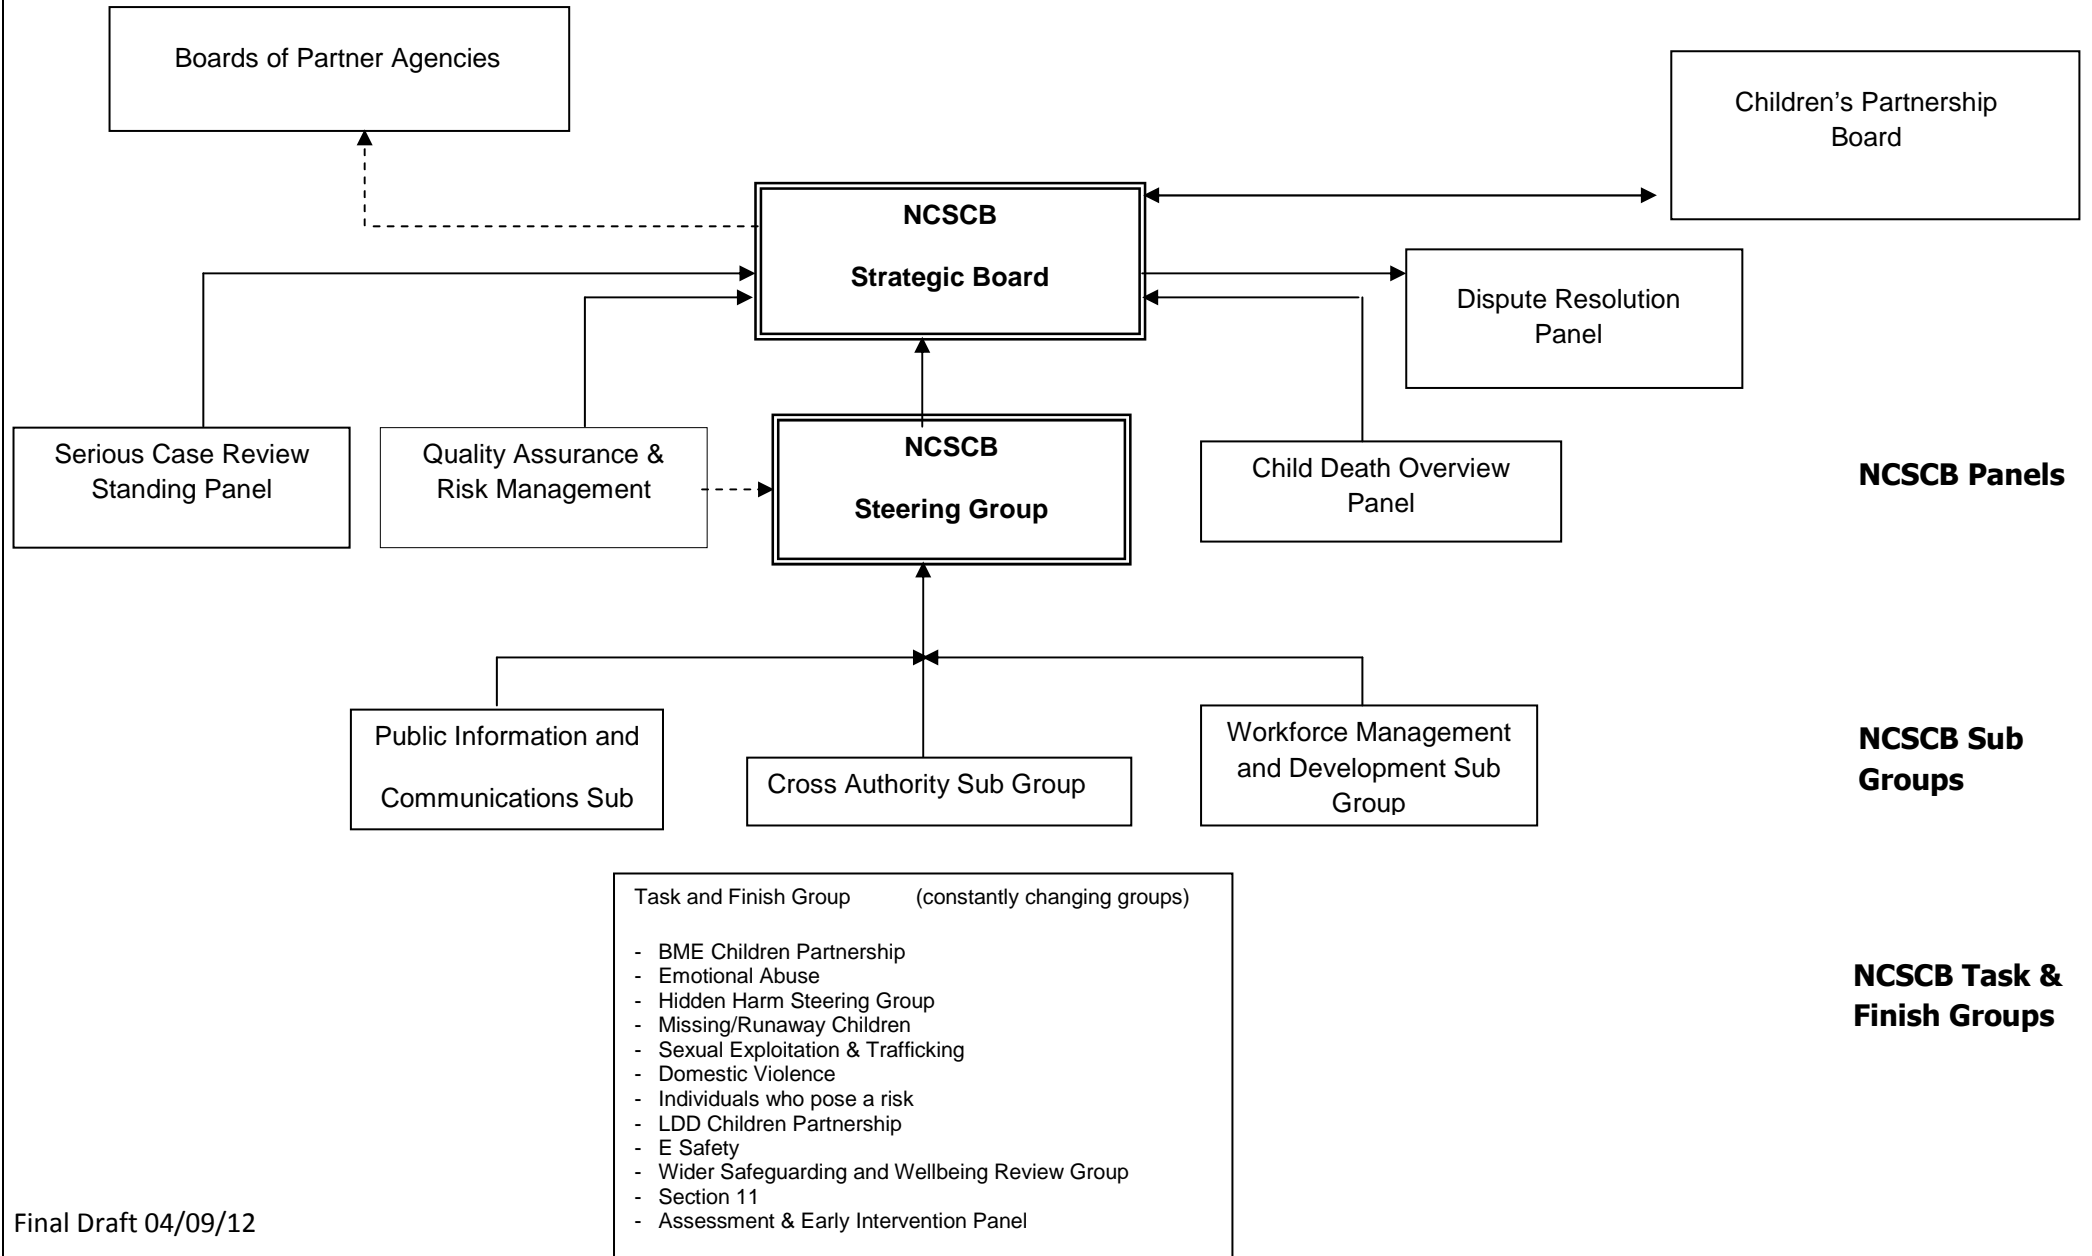 Boards of Partner Agencies
Children’s Partnership
Board
NCSCB
Strategic Board
Dispute Resolution
Panel
Serious Case Review
Standing Panel
Quality Assurance &
Risk Management
NCSCB
Steering Group
Child Death Overview
Panel
NCSCB Panels
Public Information and
Communications Sub
Cross Authority Sub Group
Workforce Management
and Development Sub
Group
NCSCB Sub
Groups
Task and Finish Group (constantly changing groups)
- BME Children Partnership
- Emotional Abuse
- Hidden Harm Steering Group
- Missing/Runaway Children
- Sexual Exploitation & Trafficking
- Domestic Violence
- Individuals who pose a risk
- LDD Children Partnership
- E Safety
- Wider Safeguarding and Wellbeing Review Group
- Section 11
- Assessment & Early Intervention Panel
NCSCB Task &
Finish Groups
Final Draft 04/09/12